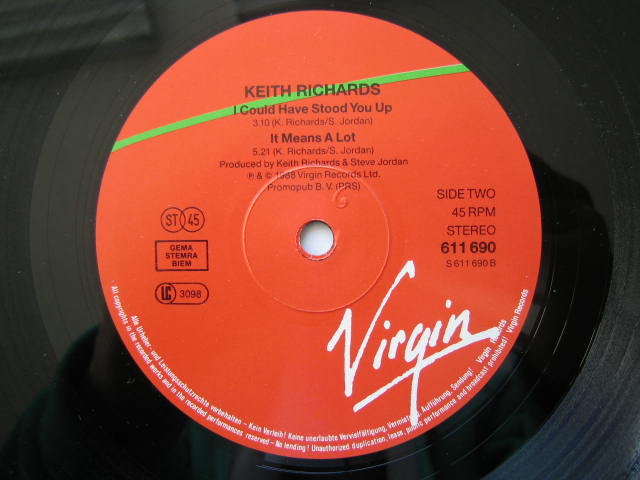 KEITH RICHARDS
I Could Have Stood You Up
3.10 (K. Richards/S. Jordan)
It Means A Lot
5.21 (K. Richards/S. Jordan)
Produced by Keith Richards & Steve Jordan
℗ & © 1988 Virgin Records Ltd.
Promopub B. V. (PRS)
SIDE TWO
45 RPM
STEREO
611 690
S 611 690 B
ST 45
GEMA
STEMRA
BIEM
LC 3098
Virgin
Alle Urheber- und Leistungsschutzrechte vorbehalten – Kein Verleih! Keine unerlaubte Vervielfältigung, Vermietung, Aufführung, Sendung! Virgin Records
All copyrights in the recorded works and in the recorded performances reserved – No lending! Unauthorized duplication, lease, public performance and broadcast prohibited! Virgin Records